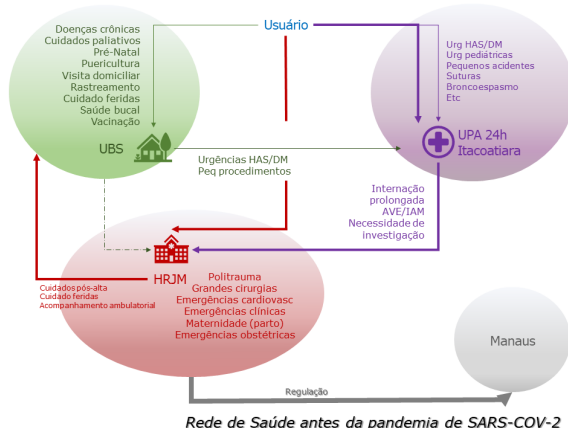 Usuário
Doenças crônicas
Cuidados paliativos
Pré-Natal
Puericultura
Visita domiciliar
Rastreamento
Cuidado feridas
Saúde bucal
Vacinação
UBS
Urg HAS/DM
Urg pediátricas
Pequenos acidentes
Suturas
Broncoespasmo
Etc
UPA 24h
Itacoatiara
Urgências HAS/DM
Peq procedimentos
Internação
prolongada
AVE/IAM
Necessidade de
investigação
HRJM
Politrauma
Grandes cirurgias
Emergências cardiovasc
Emergências clínicas
Maternidade (parto)
Emergências obstétricas
Cuidados pós-alta
Cuidado feridas
Acompanhamento ambulatorial
Manaus
Regulação
Rede de Saúde antes da pandemia de SARS-COV-2